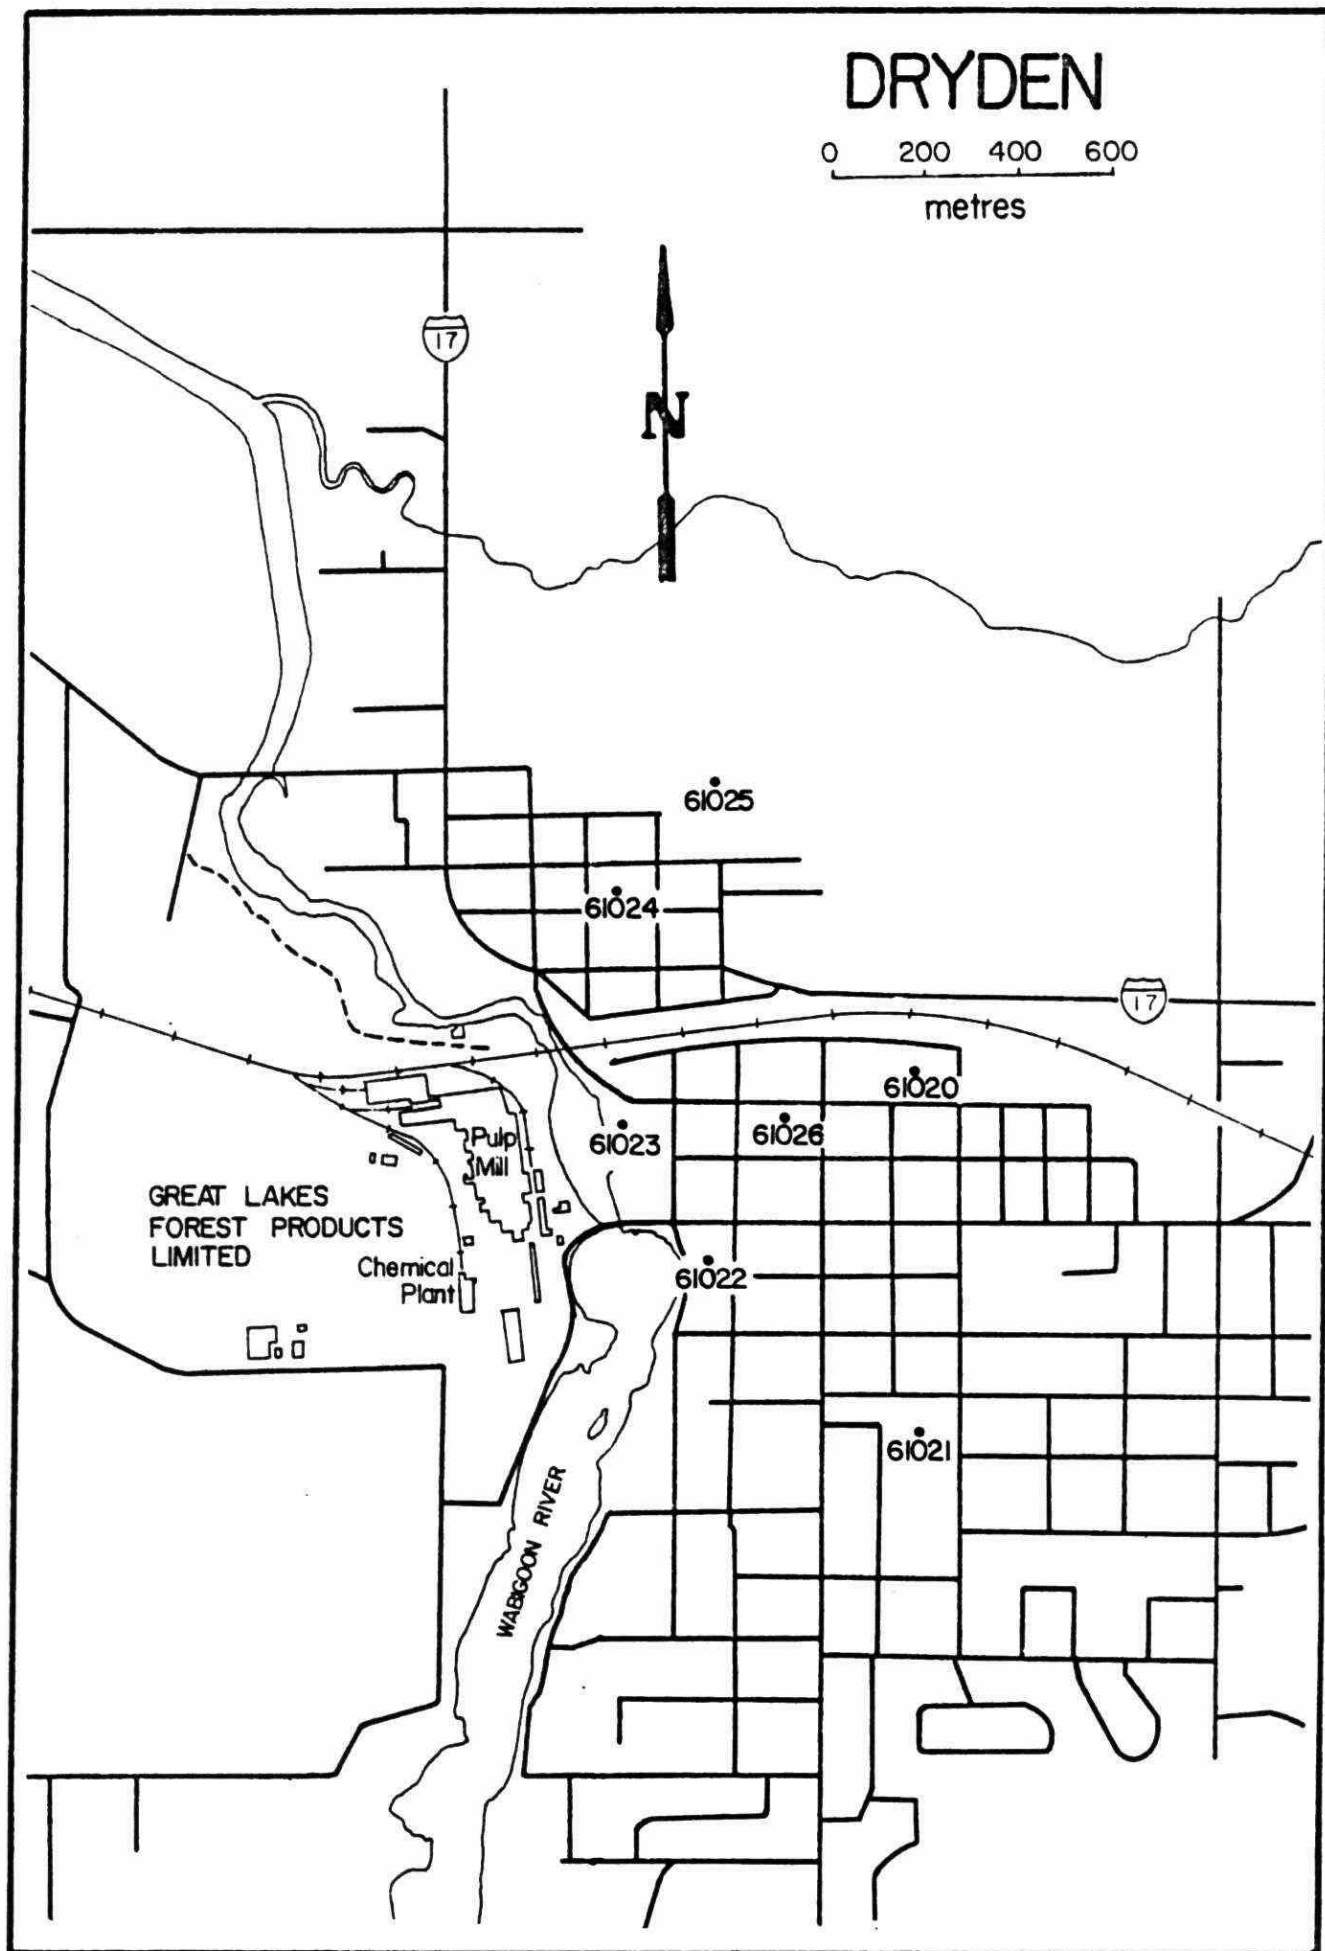 DRYDEN
0 200 400 600
metres
17
N
61025
61024
17
61020
61026
61023
Pulp
Mill
GREAT LAKES
FOREST PRODUCTS
LIMITED
Chemical
Plant
61022
61021
WABIGOON RIVER